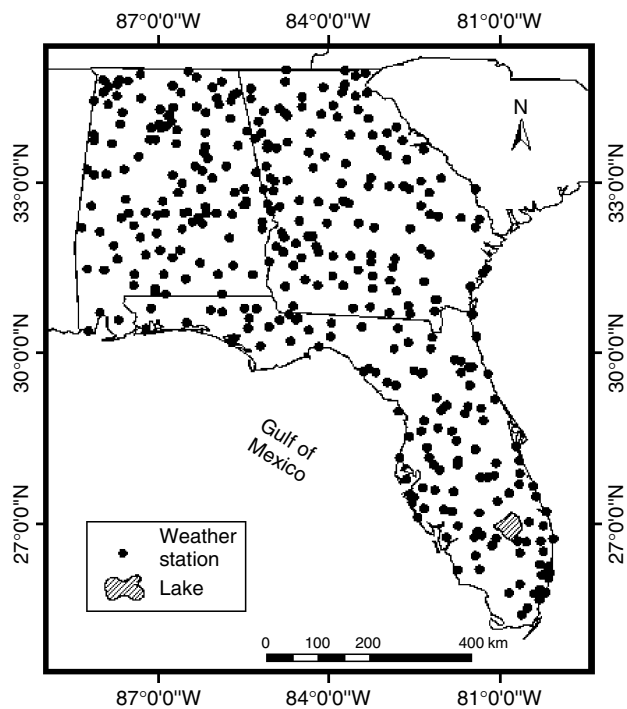 87°0'0"W 84°0'0"W 81°0'0"W
N
33°0'0"N 33°0'0"N
30°0'0"N 30°0'0"N
Gulf of
Mexico
27°0'0"N 27°0'0"N
Weather
station
Lake
0 100 200 400 km
87°0'0"W 84°0'0"W 81°0'0"W